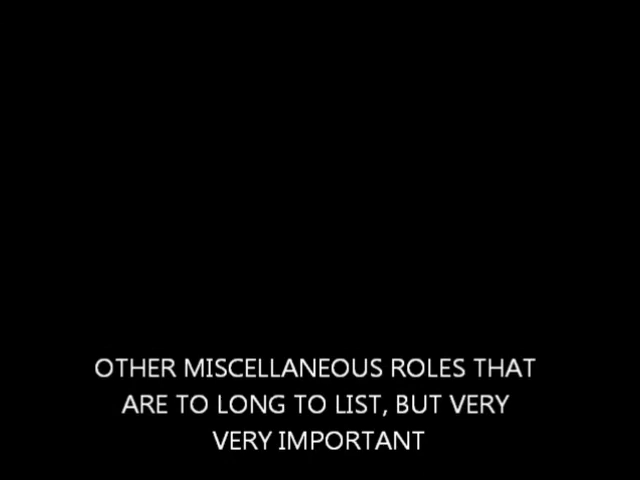 OTHER MISCELLANEOUS ROLES THAT
ARE TO LONG TO LIST, BUT VERY
VERY IMPORTANT